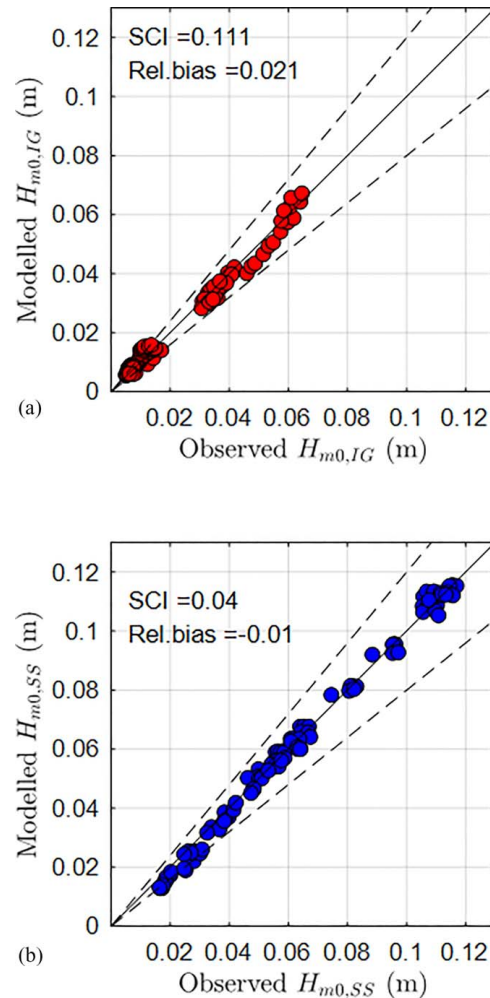 0.12
SCI =0.111
Rel.bias =0.021
0.1
0.08
0.06
0.04
0.02
0
Modelled H_{m0,IG} (m)
0.02 0.04 0.06 0.08 0.1 0.12
(a)
Observed H_{m0,IG} (m)
0.12
SCI =0.04
Rel.bias=-0.01
0.1
0.08
0.06
0.04
0.02
0
Modelled H_{m0,SS} (m)
0.02 0.04 0.06 0.08 0.1 0.12
(b)
Observed H_{m0,SS} (m)